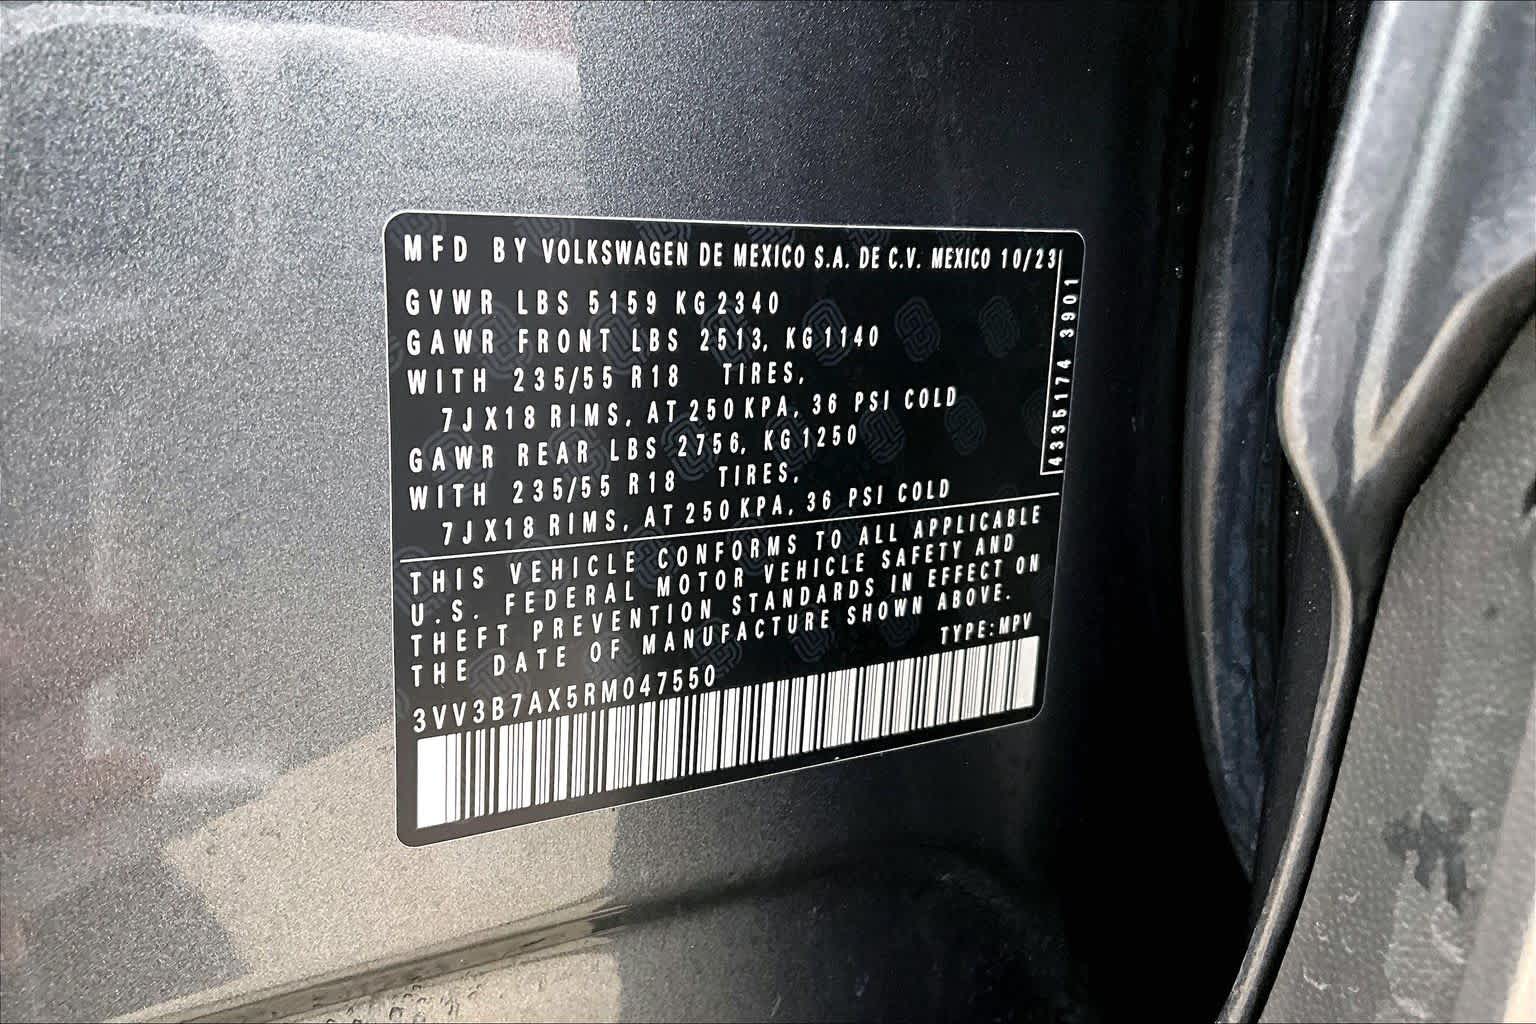 MFD BY VOLKSWAGEN DE MEXICO S.A. DE C.V. MEXICO 10/23
GVWR LBS 5159 KG 2340
GAWR FRONT LBS 2513, KG 1140
WITH 235/55 R18 TIRES,
7J X18 RIMS, AT 250 KPA, 36 PSI COLD
GAWR REAR LBS 2756, KG 1250
WITH 235/55 R18 TIRES,
7J X18 RIMS, AT 250 KPA, 36 PSI COLD
4335174 3901
THIS VEHICLE CONFORMS TO ALL APPLICABLE
U.S. FEDERAL MOTOR VEHICLE SAFETY AND
THEFT PREVENTION STANDARDS IN EFFECT ON
THE DATE OF MANUFACTURE SHOWN ABOVE.
TYPE:MPV
3VV3B7AX5RM047550